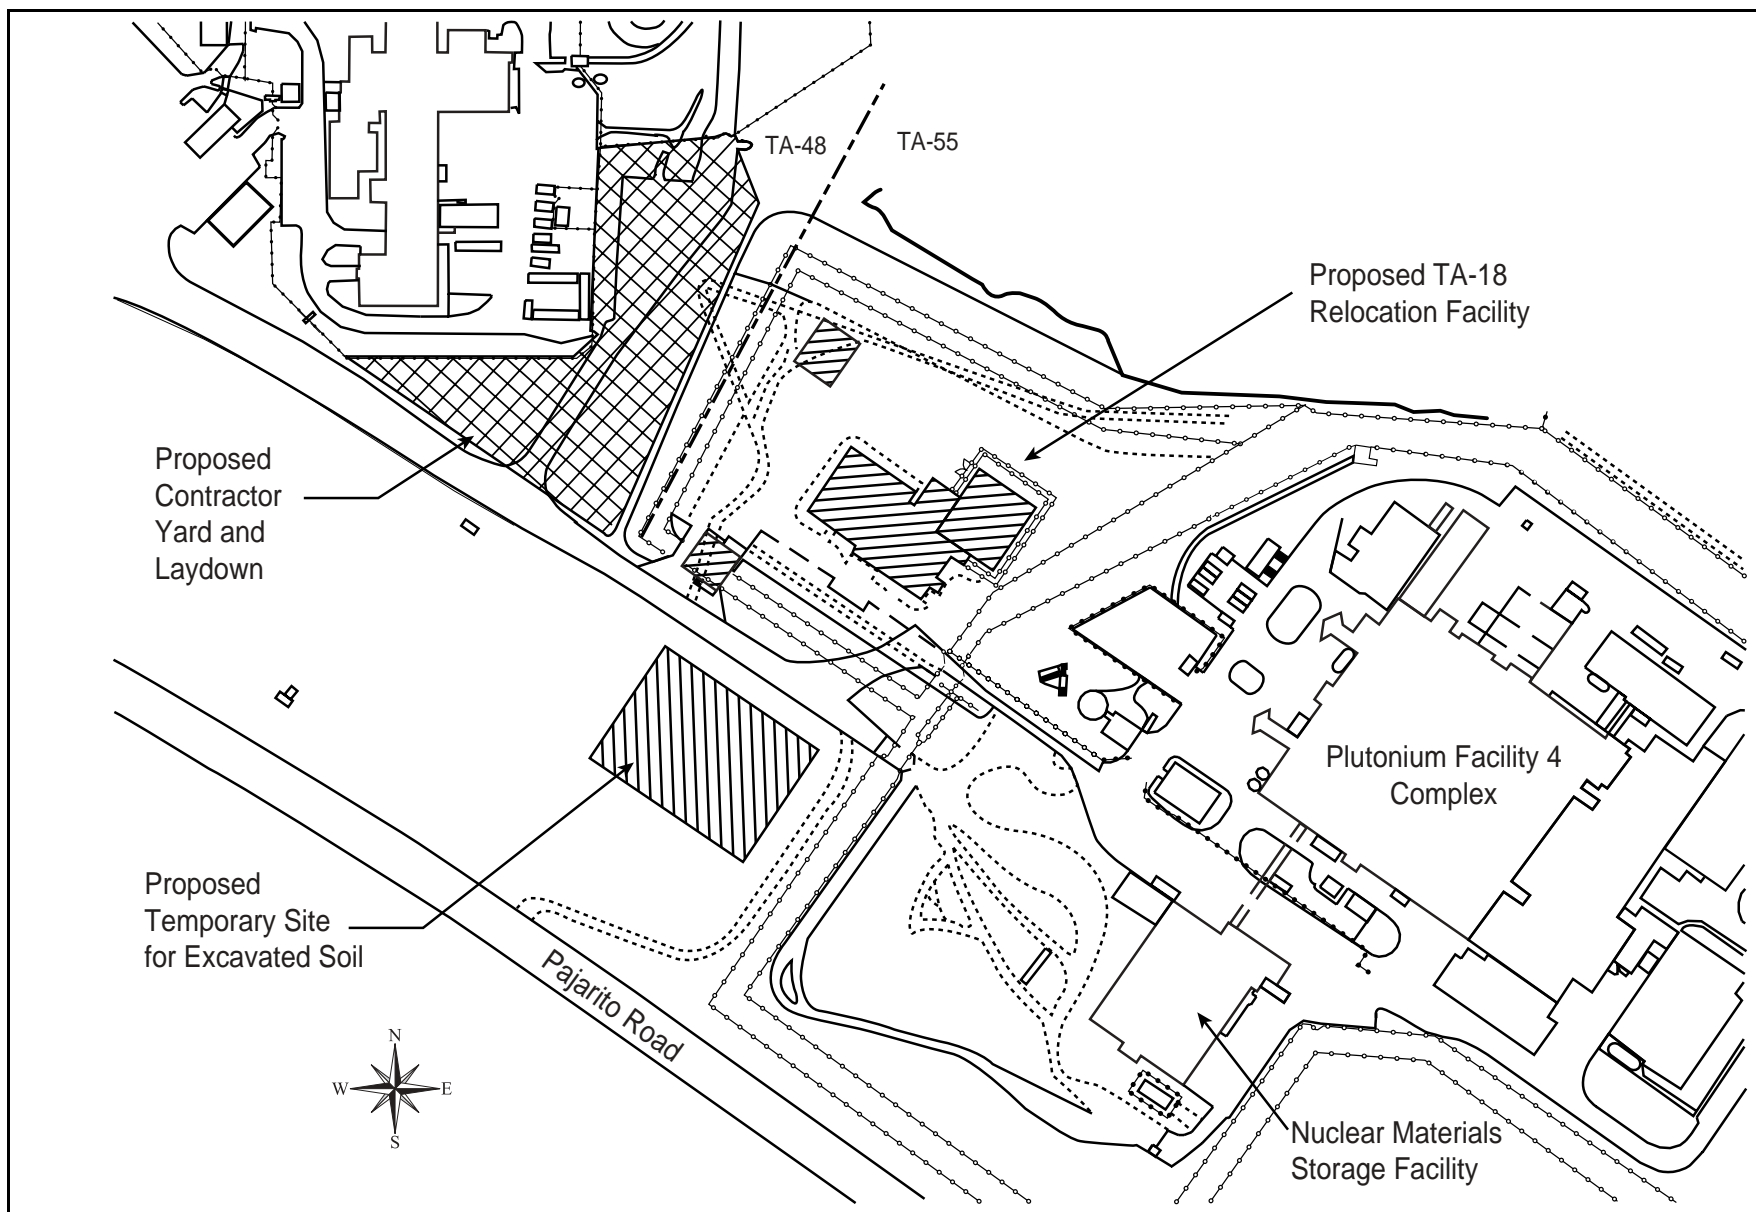 TA-48
TA-55
Proposed TA-18
Relocation Facility
Proposed
Contractor
Yard and
Laydown
Plutonium Facility 4
Complex
Proposed
Temporary Site
for Excavated Soil
Pajarito Road
N
W
E
S
Nuclear Materials
Storage Facility